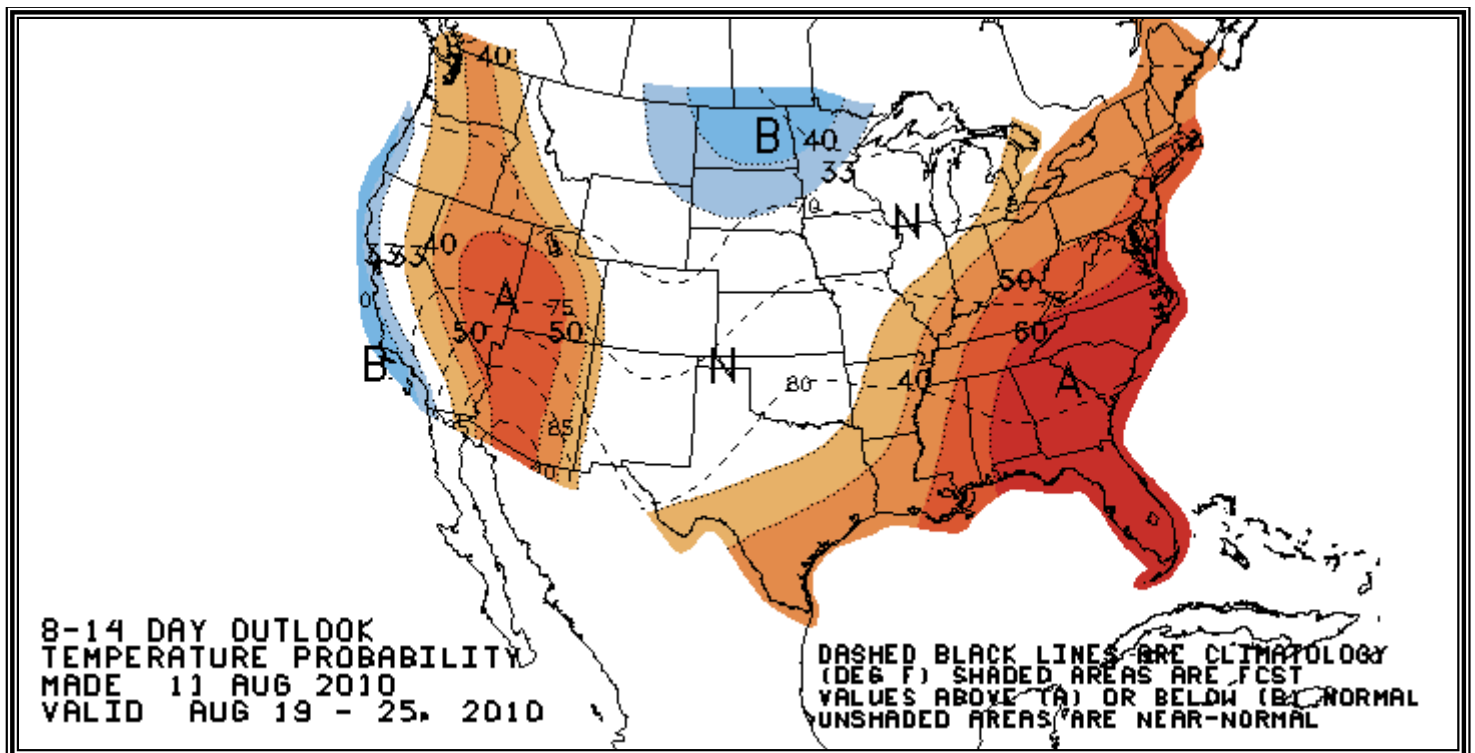 40
B
40
33
70
N
33
33
40
A
75
50
50
50
60
B
N
80
40
A
85
8-14 DAY OUTLOOK
TEMPERATURE PROBABILITY
MADE 11 AUG 2010
VALID AUG 19 - 25, 2010
DASHED BLACK LINES ARE CLIMATOLOGY
(DEG F) SHADED AREAS ARE FCST
VALUES ABOVE (A) OR BELOW (B) NORMAL
UNSHADED AREAS ARE NEAR-NORMAL